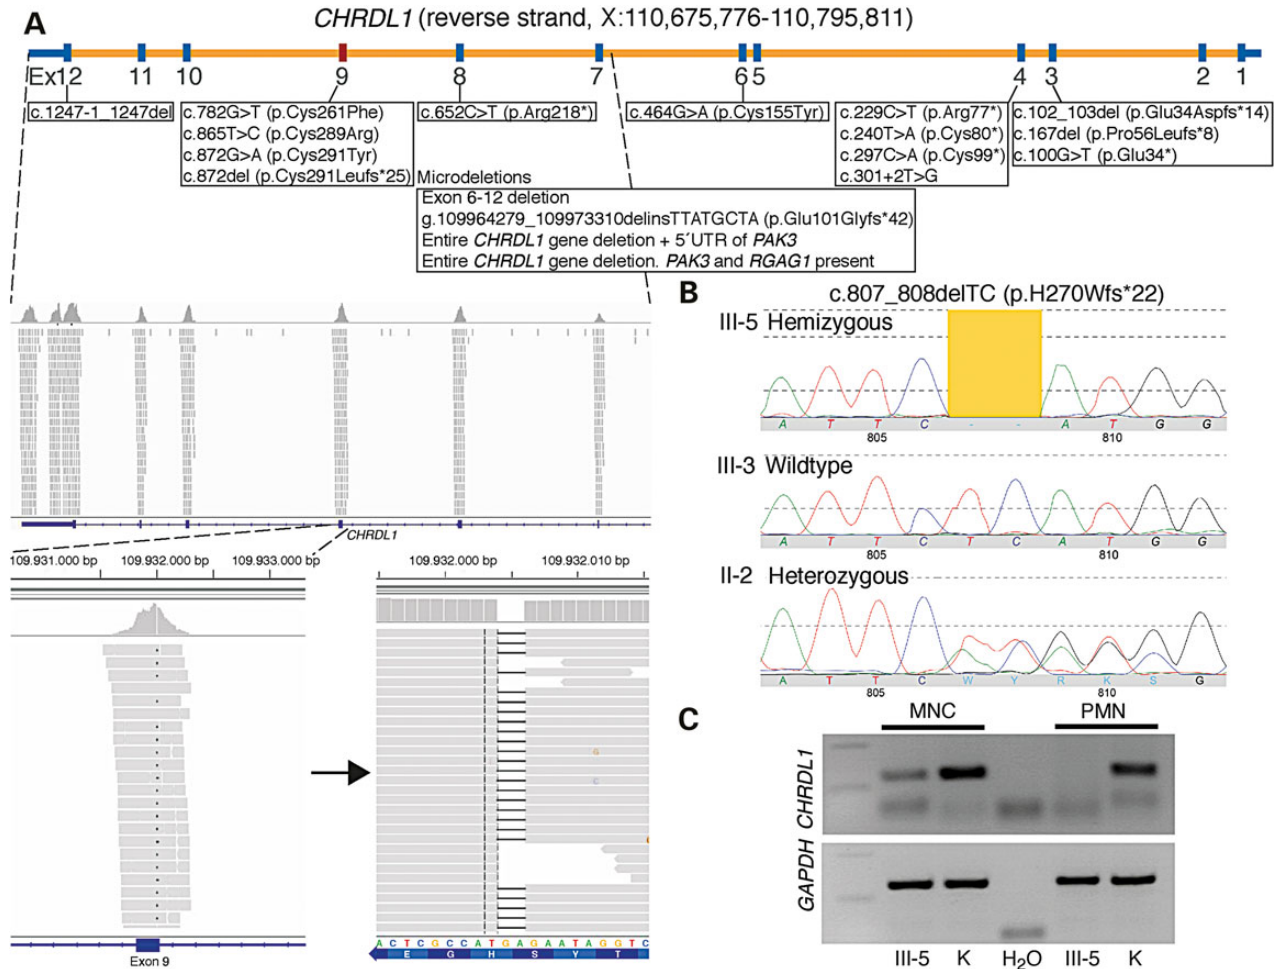 A
CHRDL1 (reverse strand, X:110,675,776-110,795,811)
Ex12 11 10 9 8 7 6 5 4 3 2 1
c.1247-1_1247del
c.782G>T (p.Cys261Phe)
c.865T>C (p.Cys289Arg)
c.872G>A (p.Cys291Tyr)
c.872del (p.Cys291Leufs*25)
c.652C>T (p.Arg218*)
c.464G>A (p.Cys155Tyr)
c.229C>T (p.Arg77*)
c.240T>A (p.Cys80*)
c.297C>A (p.Cys99*)
c.301+2T>G
c.102_103del (p.Glu34Aspfs*14)
c.167del (p.Pro56Leufs*8)
c.100G>T (p.Glu34*)
Microdeletions
Exon 6-12 deletion
g.109964279_109973310delinsTTATGCTA (p.Glu101Glyfs*42)
Entire CHRDL1 gene deletion + 5´UTR of PAK3
Entire CHRDL1 gene deletion. PAK3 and RGAG1 present
CHRDL1
109.931.000 bp 109.932.000 bp 109.933.000 bp
Exon 9
109.932.000 bp 109.932.010 bp
G
C
A C T C G C C A T G A G A A T A G G T C
E G H S Y T
B
c.807_808delTC (p.H270Wfs*22)
III-5 Hemizygous
A T T C - - A T G G
805 810
III-3 Wildtype
A T T C T C A T G G
805 810
II-2 Heterozygous
A T T C W Y R K S G
805 810
C
MNC PMN
CHRDL1
GAPDH
III-5 K H2O III-5 K